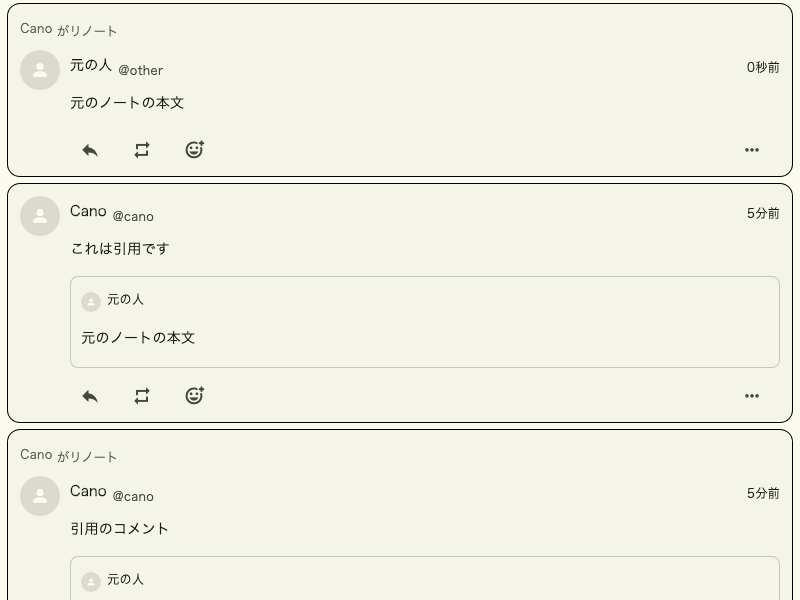 Cano がリノート
元の人 @other 0秒前
元のノートの本文
Cano @cano 5分前
これは引用です
元の人
元のノートの本文
Cano がリノート
Cano @cano 5分前
引用のコメント
元の人